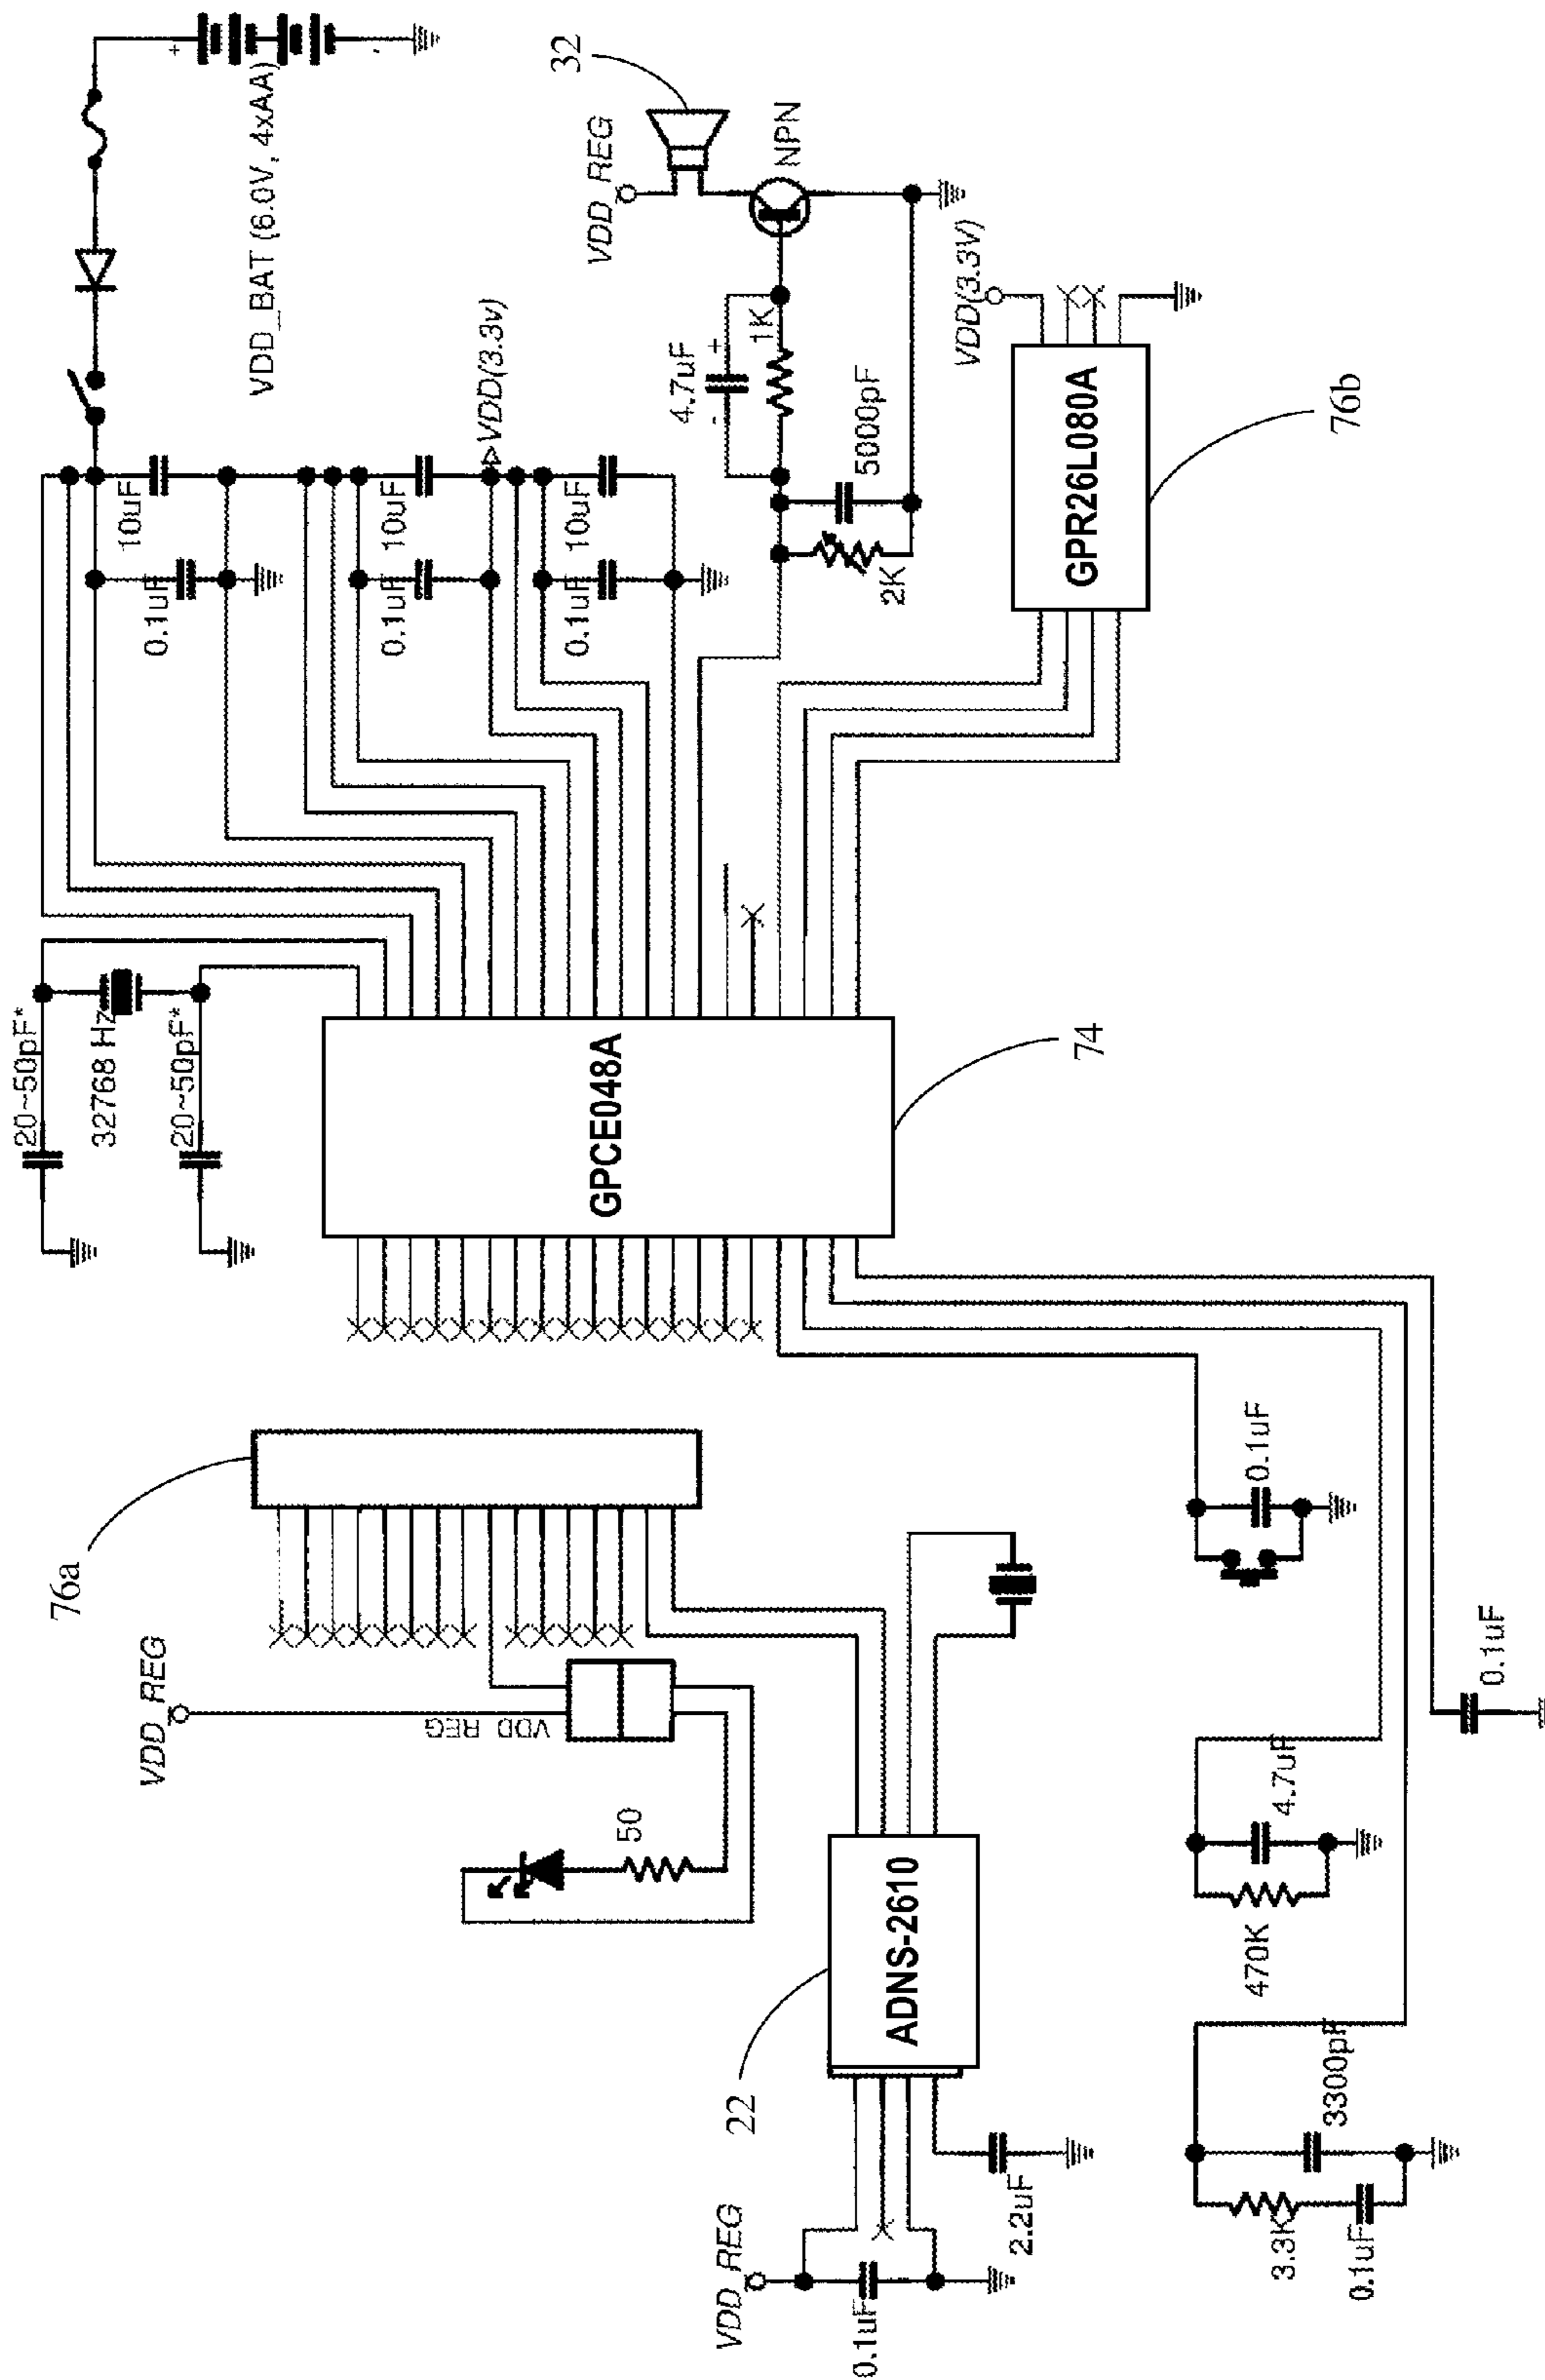 20~50pF*
32768 Hz
20~50pF*
10uF
0.1uF
10uF
0.1uF
10uF
0.1uF
VDD(3.3v)
+
-
VDD_BAT (6.0V, 4xAA)
VDD_REG
32
NPN
4.7uF
+
-
1K
5000pF
2K
VDD(3.3V)
GPR26L080A
76b
GPCE048A
74
76a
VDD_REG
VDD REG
50
ADNS-2610
22
VDD_REG
0.1uF
2.2uF
0.1uF
4.7uF
470K
3300pF
3.3K
0.1uF
0.1uF